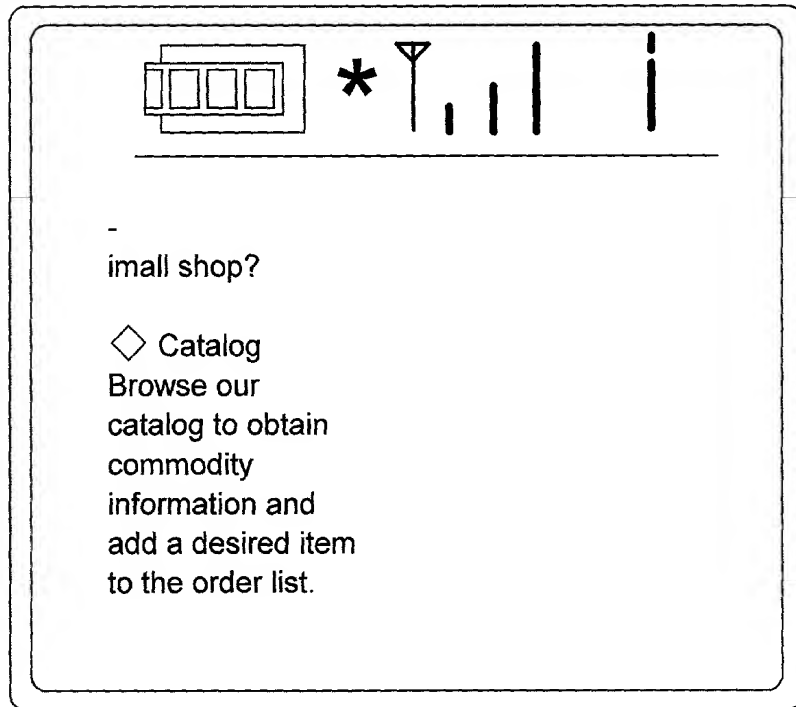 -
imall shop?
◇ Catalog
Browse our
catalog to obtain
commodity
information and
add a desired item
to the order list.